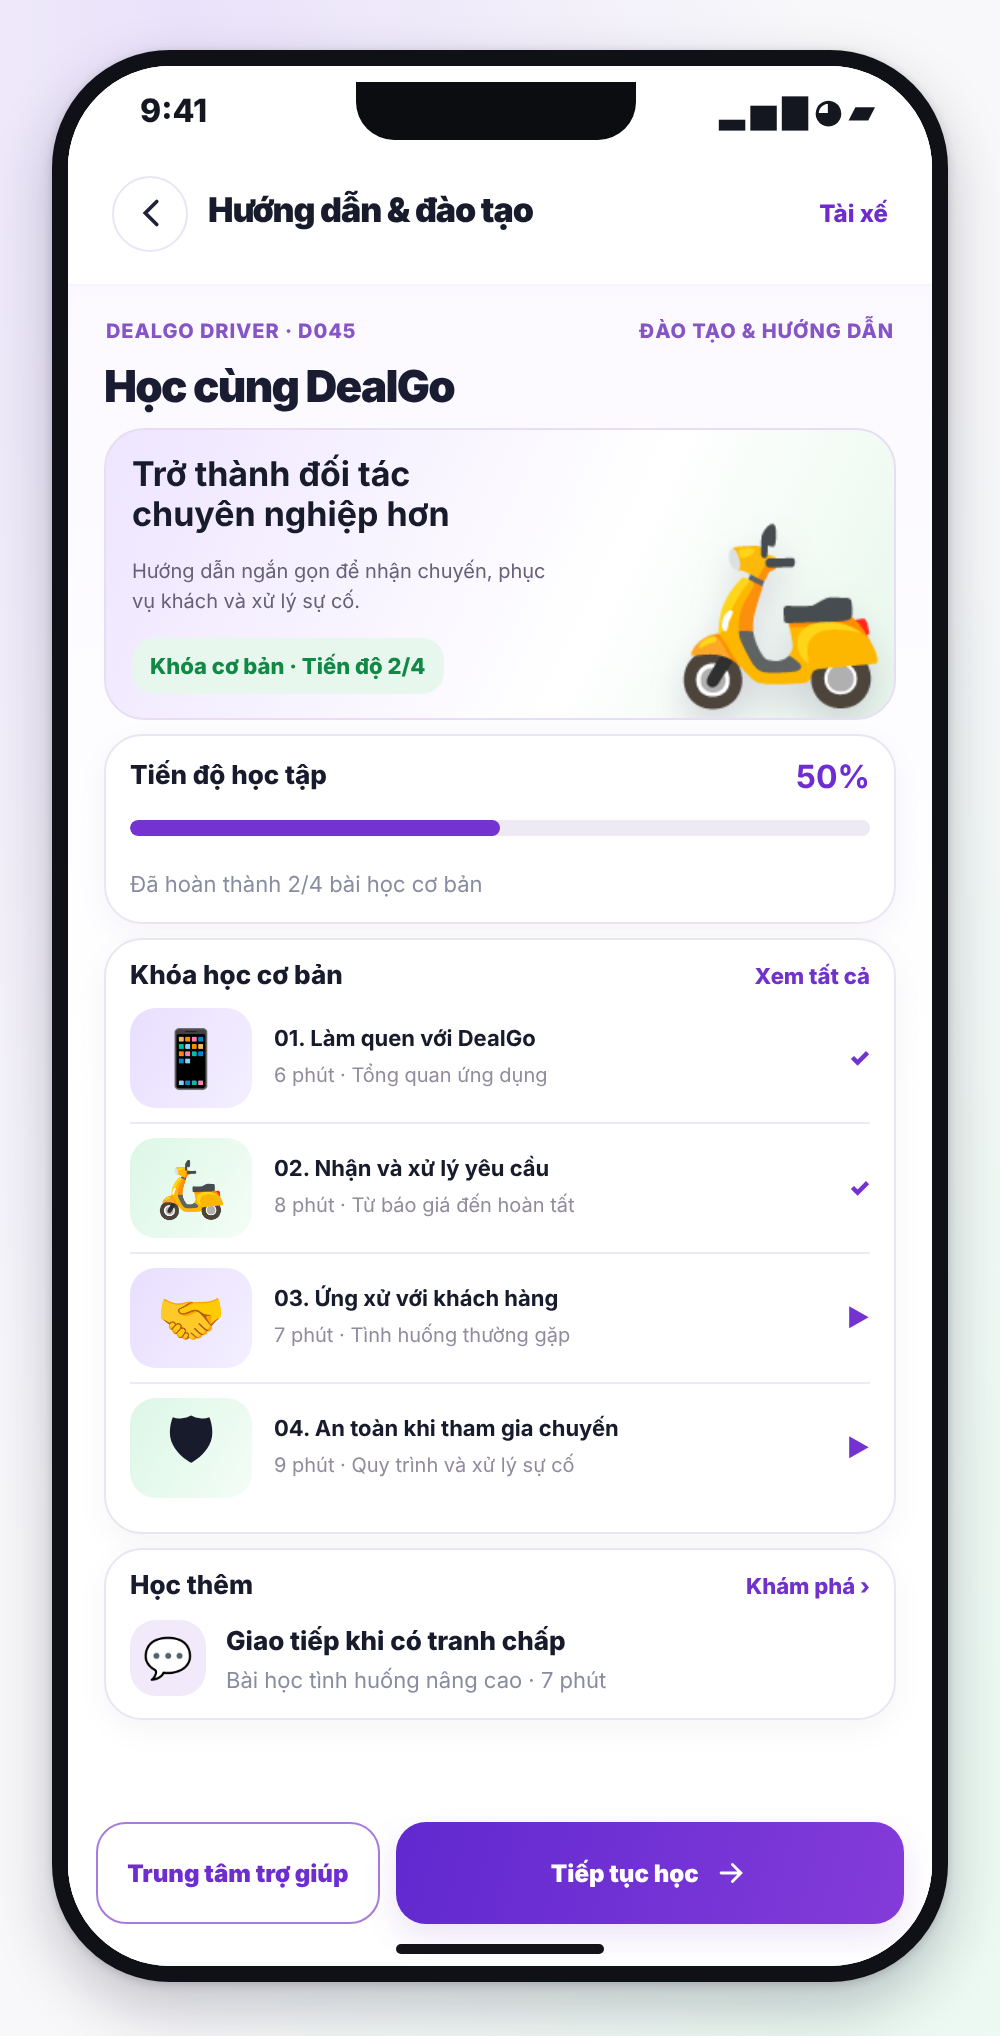 9:41
Hướng dẫn & đào tạo
Tài xế
DEALGO DRIVER · D045
ĐÀO TẠO & HƯỚNG DẪN
Học cùng DealGo
Trở thành đối tác
chuyên nghiệp hơn
Hướng dẫn ngắn gọn để nhận chuyến, phục
vụ khách và xử lý sự cố.
Khóa cơ bản · Tiến độ 2/4
Tiến độ học tập
50%
Đã hoàn thành 2/4 bài học cơ bản
Khóa học cơ bản
Xem tất cả
01. Làm quen với DealGo
6 phút · Tổng quan ứng dụng
02. Nhận và xử lý yêu cầu
8 phút · Từ báo giá đến hoàn tất
03. Ứng xử với khách hàng
7 phút · Tình huống thường gặp
04. An toàn khi tham gia chuyến
9 phút · Quy trình và xử lý sự cố
Học thêm
Khám phá ›
Giao tiếp khi có tranh chấp
Bài học tình huống nâng cao · 7 phút
Trung tâm trợ giúp
Tiếp tục học →